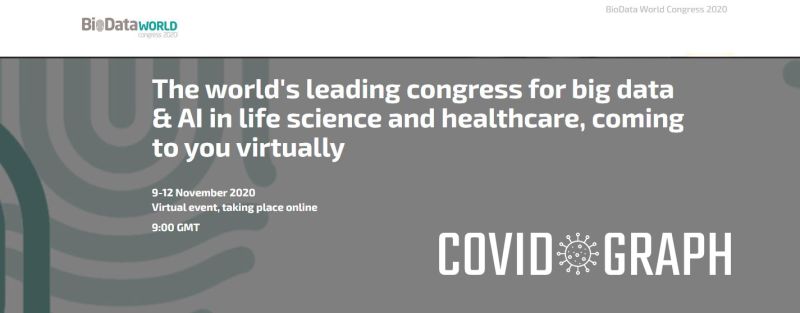 BioDataWORLD
congress 2020
BioData World Congress 2020
The world's leading congress for big data
& AI in life science and healthcare, coming
to you virtually
9-12 November 2020
Virtual event, taking place online
9:00 GMT
COVID GRAPH